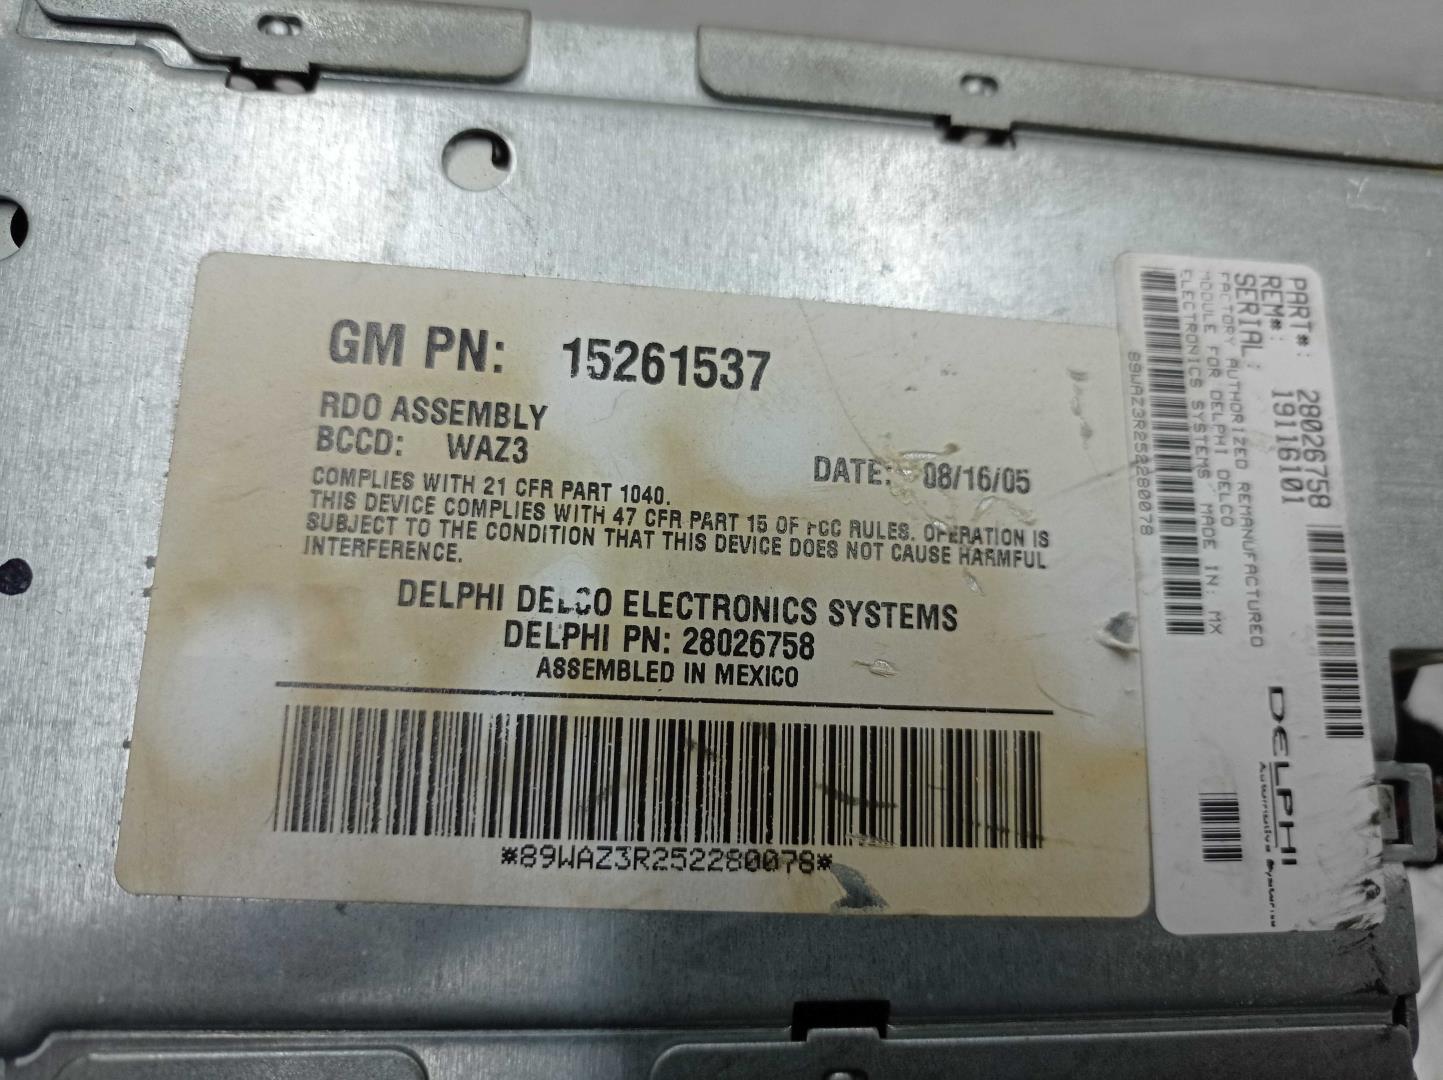 GM PN: 15261537
RDO ASSEMBLY
BCCD: WAZ3
DATE: 08/16/05
COMPLIES WITH 21 CFR PART 1040.
THIS DEVICE COMPLIES WITH 47 CFR PART 15 OF FCC RULES. OPERATION IS
SUBJECT TO THE CONDITION THAT THIS DEVICE DOES NOT CAUSE HARMFUL
INTERFERENCE.
DELPHI DELCO ELECTRONICS SYSTEMS
DELPHI PN: 28026758
ASSEMBLED IN MEXICO
*89WAZ3R252280078*
PART#: 28026758
REM#: 19116101
SERIAL:
FACTORY AUTHORIZED REMANUFACTURED
MODULE FOR DELPHI DELCO
ELECTRONICS SYSTEMS MADE IN: MX
89WAZ3R252280078
DELPHI
Automotive Systems